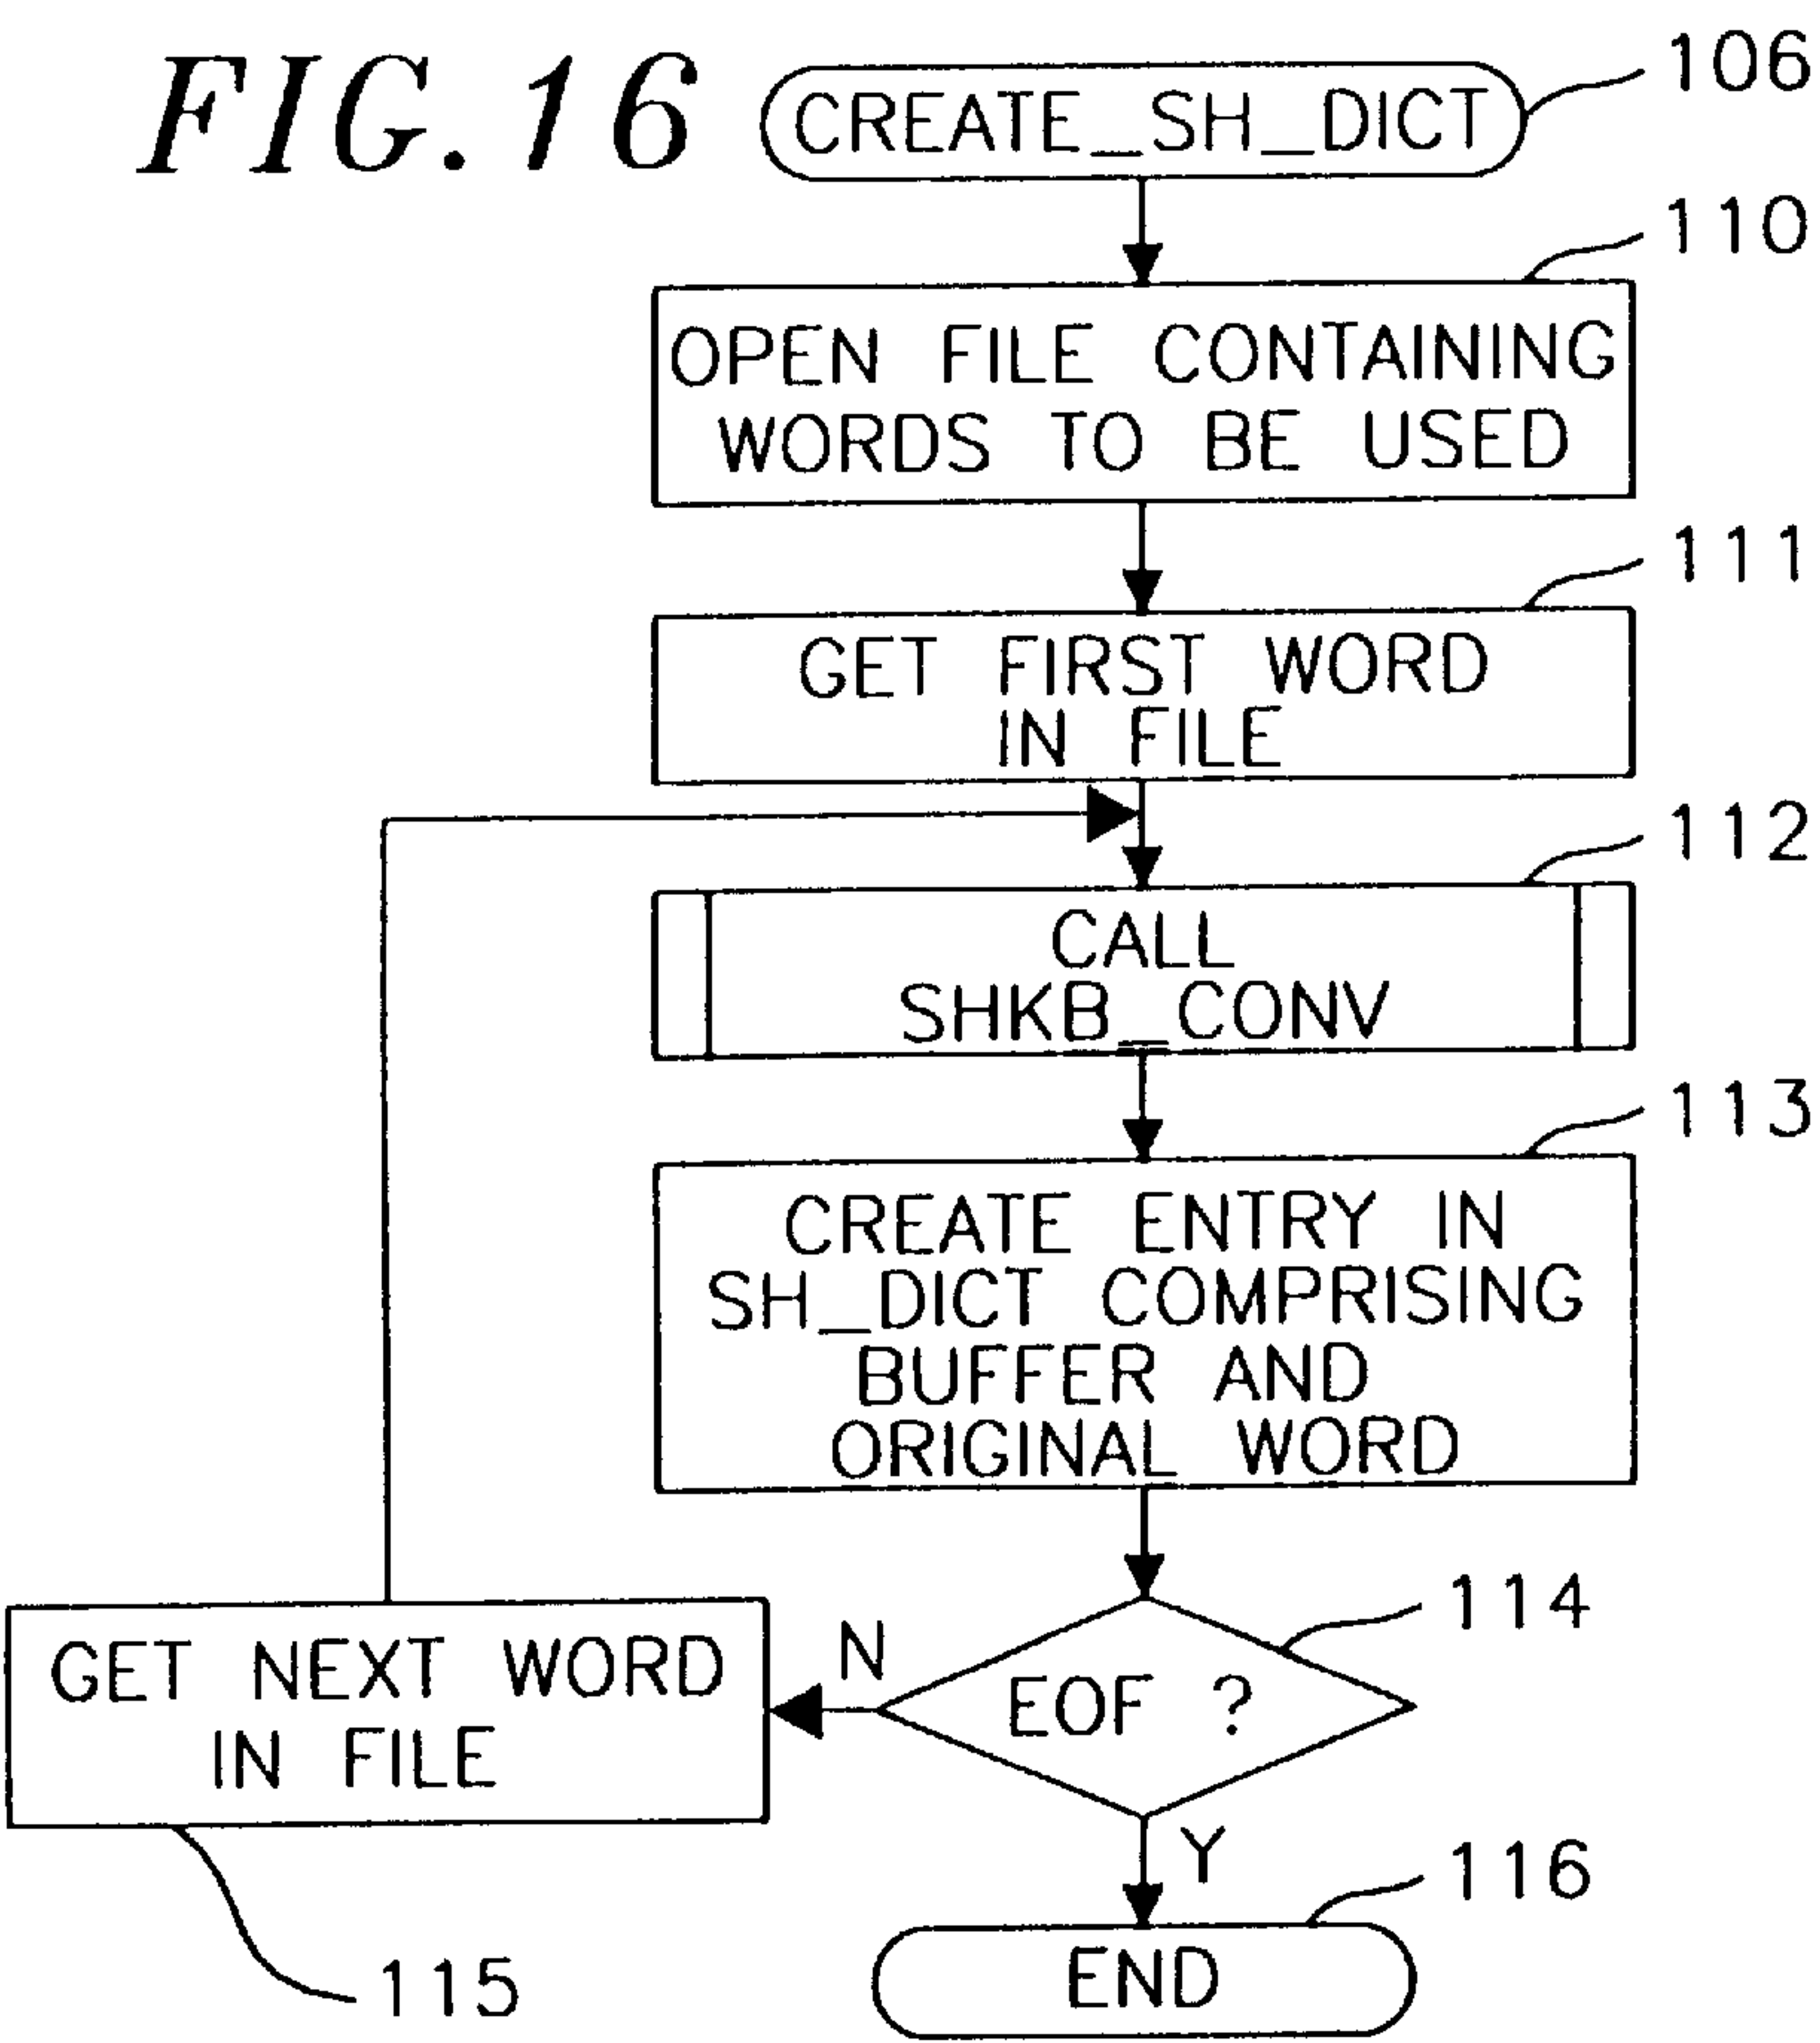 FIG. 16
CREATE_SH_DICT
106
110
OPEN FILE CONTAINING
WORDS TO BE USED
111
GET FIRST WORD
IN FILE
112
CALL
SHKB_CONV
113
CREATE ENTRY IN
SH_DICT COMPRISING
BUFFER AND
ORIGINAL WORD
114
EOF ?
N
GET NEXT WORD
IN FILE
115
Y
116
END